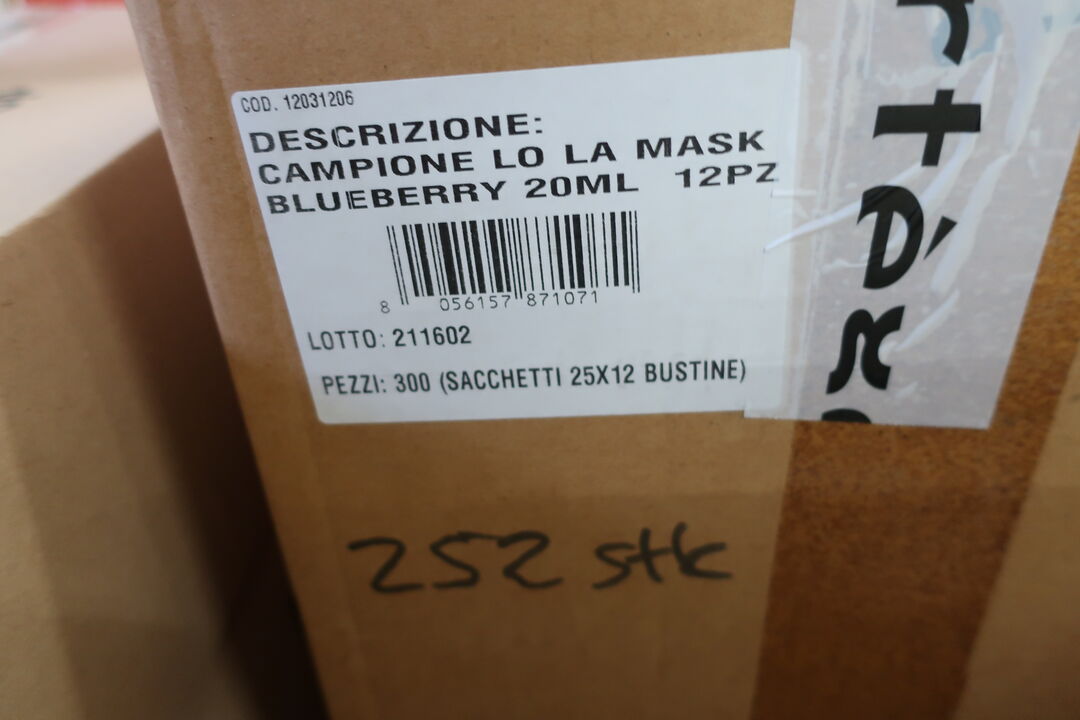 COD. 12031206
DESCRIZIONE:
CAMPIONE LO LA MASK
BLUEBERRY 20ML 12PZ
8 056157 871071
LOTTO: 211602
PEZZI: 300 (SACCHETTI 25X12 BUSTINE)
252 stk